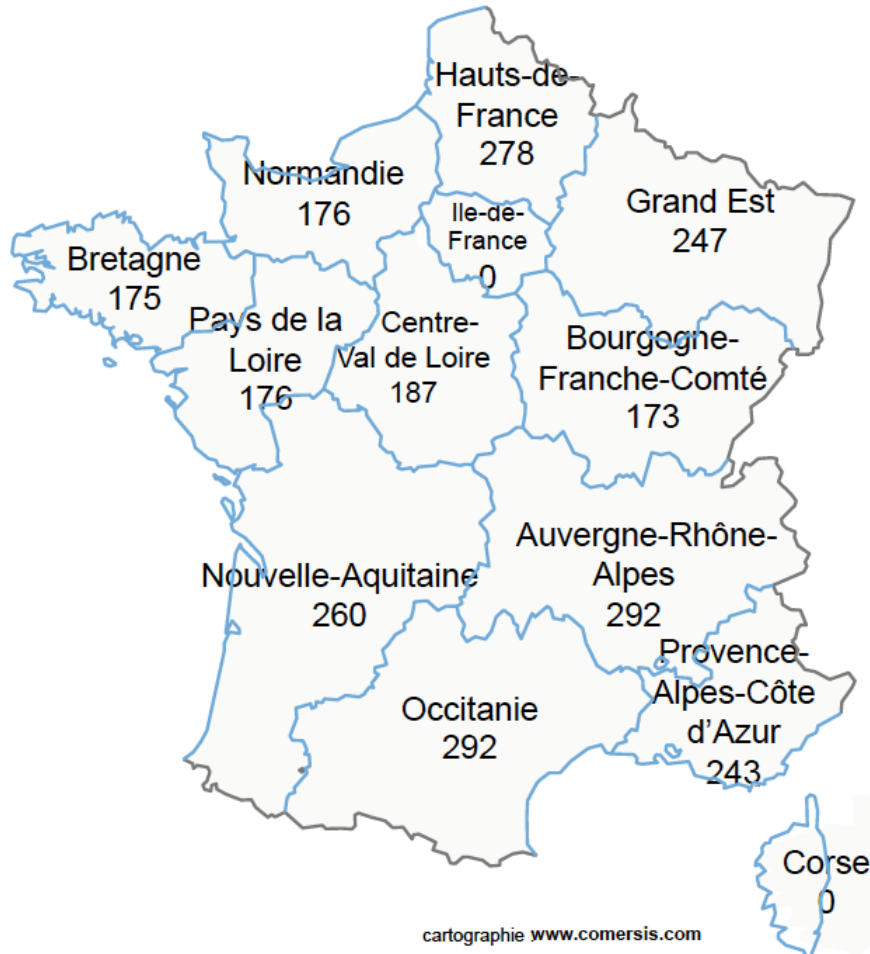 Hauts-de-
France
278
Normandie
176
Ile-de-
France
0
Grand Est
247
Bretagne
175
Pays de la
Loire
176
Centre-
Val de Loire
187
Bourgogne-
Franche-Comté
173
Auvergne-Rhône-
Alpes
292
Nouvelle-Aquitaine
260
Provence-
Alpes-Côte
d'Azur
243
Occitanie
292
Corse
0
cartographie www.comersis.com